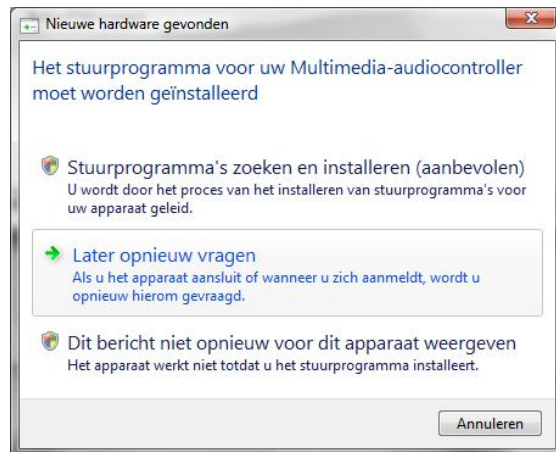 Nieuwe hardware gevonden
Het stuurprogramma voor uw Multimedia-audiocontroller
moet worden geïnstalleerd
Stuurprogramma's zoeken en installeren (aanbevolen)
U wordt door het proces van het installeren van stuurprogramma's voor
uw apparaat geleid.
Later opnieuw vragen
Als u het apparaat aansluit of wanneer u zich aanmeldt, wordt u
opnieuw hierom gevraagd.
Dit bericht niet opnieuw voor dit apparaat weergeven
Het apparaat werkt niet totdat u het stuurprogramma installeert.
Annuleren